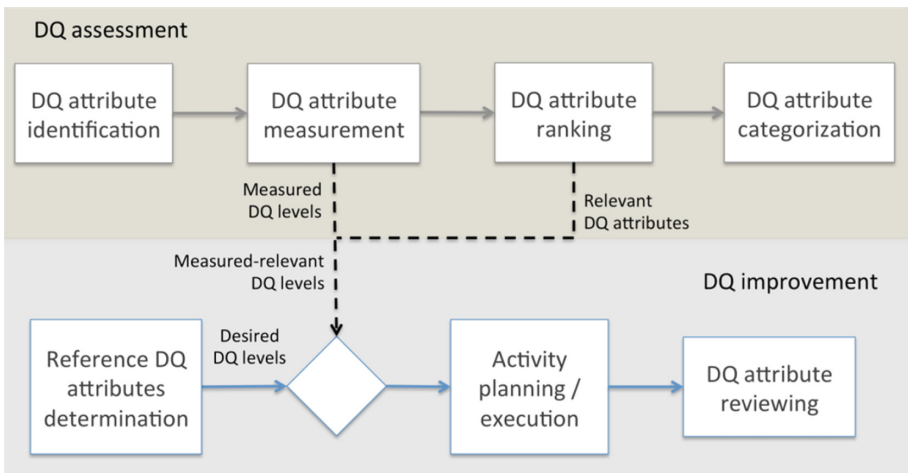 DQ assessment
DQ attribute
identification
DQ attribute
measurement
DQ attribute
ranking
DQ attribute
categorization
Measured
DQ levels
Relevant
DQ attributes
Measured-relevant
DQ levels
DQ improvement
Reference DQ
attributes
determination
Desired
DQ levels
Activity
planning /
execution
DQ attribute
reviewing